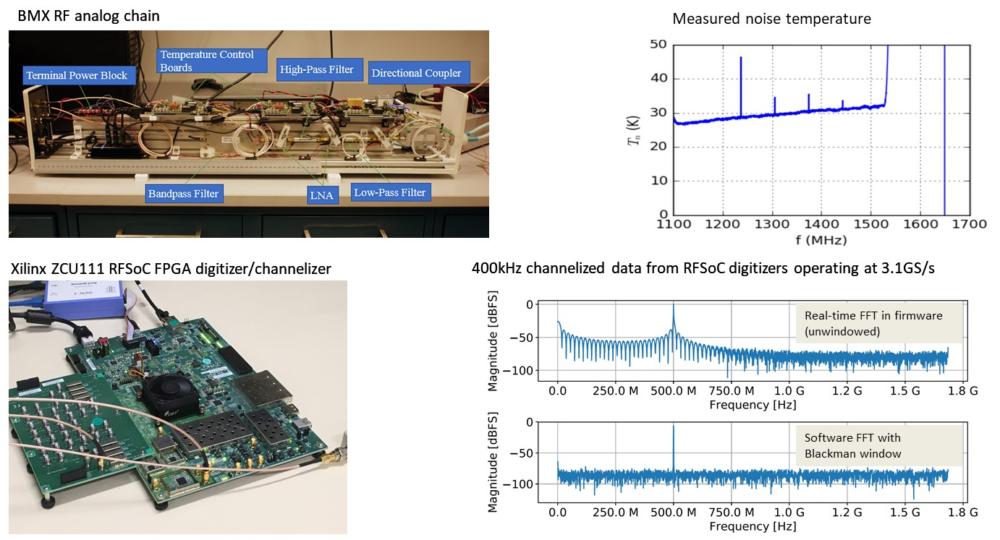 BMX RF analog chain
Terminal Power Block
Temperature Control
Boards
High-Pass Filter
Directional Coupler
Bandpass Filter
LNA
Low-Pass Filter
Measured noise temperature
50
40
30
20
10
0
Tₙ (K)
1100 1200 1300 1400 1500 1600 1700
f (MHz)
Xilinx ZCU111 RFSoC FPGA digitizer/channelizer
SmartLynq
XILINX
400kHz channelized data from RFSoC digitizers operating at 3.1GS/s
Magnitude [dBFS]
0
−50
−100
Real-time FFT in firmware
(unwindowed)
0.0 250.0 M 500.0 M 750.0 M 1.0 G 1.2 G 1.5 G 1.8 G
Frequency [Hz]
Magnitude [dBFS]
0
−50
−100
Software FFT with
Blackman window
0.0 250.0 M 500.0 M 750.0 M 1.0 G 1.2 G 1.5 G 1.8 G
Frequency [Hz]